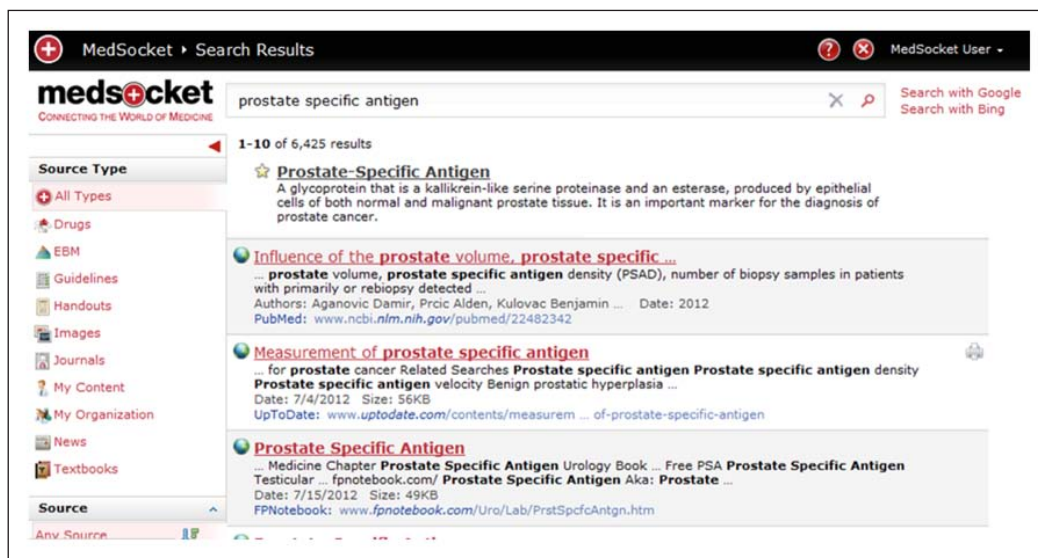 MedSocket ▸ Search Results
MedSocket User
medsocket
CONNECTING THE WORLD OF MEDICINE
prostate specific antigen
Search with Google
Search with Bing
Source Type
All Types
Drugs
EBM
Guidelines
Handouts
Images
Journals
My Content
My Organization
News
Textbooks
Source
Any Source
1-10 of 6,425 results
Prostate-Specific Antigen
A glycoprotein that is a kallikrein-like serine proteinase and an esterase, produced by epithelial
cells of both normal and malignant prostate tissue. It is an important marker for the diagnosis of
prostate cancer.
Influence of the prostate volume, prostate specific ...
... prostate volume, prostate specific antigen density (PSAD), number of biopsy samples in patients
with primarily or rebiopsy detected ...
Authors: Aganovic Damir, Prcic Alden, Kulovac Benjamin ... Date: 2012
PubMed: www.ncbi.nlm.nih.gov/pubmed/22482342
Measurement of prostate specific antigen
... for prostate cancer Related Searches Prostate specific antigen Prostate specific antigen density
Prostate specific antigen velocity Benign prostatic hyperplasia ...
Date: 7/4/2012 Size: 56KB
UpToDate: www.uptodate.com/contents/measurem ... of-prostate-specific-antigen
Prostate Specific Antigen
... Medicine Chapter Prostate Specific Antigen Urology Book ... Free PSA Prostate Specific Antigen
Testicular ... fpnotebook.com/ Prostate Specific Antigen Aka: Prostate ...
Date: 7/15/2012 Size: 49KB
FPNotebook: www.fpnotebook.com/Uro/Lab/PrstSpcfcAntgn.htm